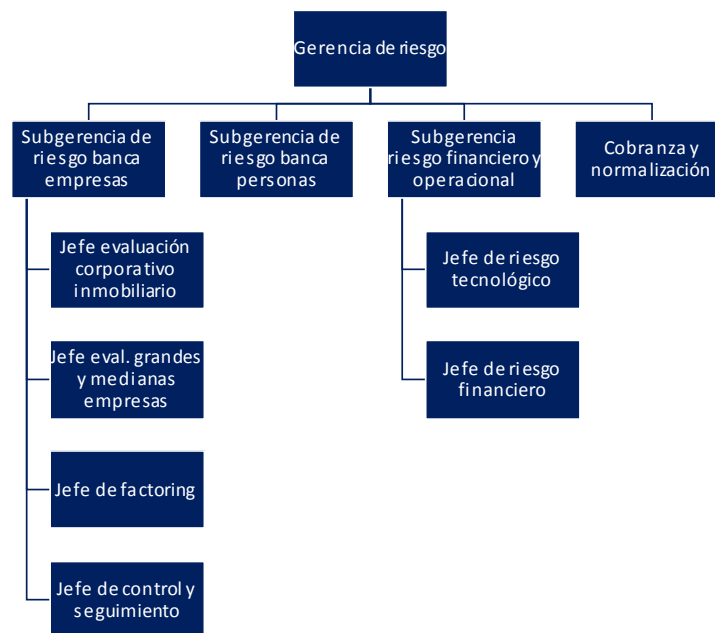 Gerencia de riesgo
Subgerencia de
riesgo banca
empresas
Subgerencia de
riesgo banca
personas
Subgerencia
riesgo financiero y
operacional
Cobranza y
normalización
Jefe evaluación
corporativo
inmobiliario
Jefe eval. grandes
y medianas
empresas
Jefe de factoring
Jefe de control y
seguimiento
Jefe de riesgo
tecnológico
Jefe de riesgo
financiero